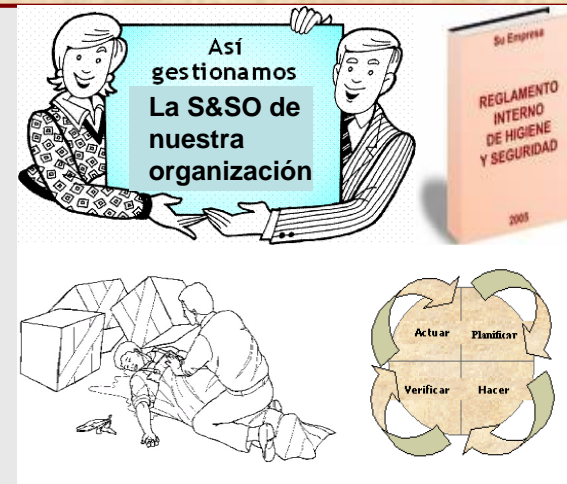 Así
gestionamos
La S&SO de
nuestra
organización
Su Empresa
REGLAMENTO
INTERNO
DE HIGIENE
Y SEGURIDAD
2005
Actuar
Planificar
Verificar
Hacer